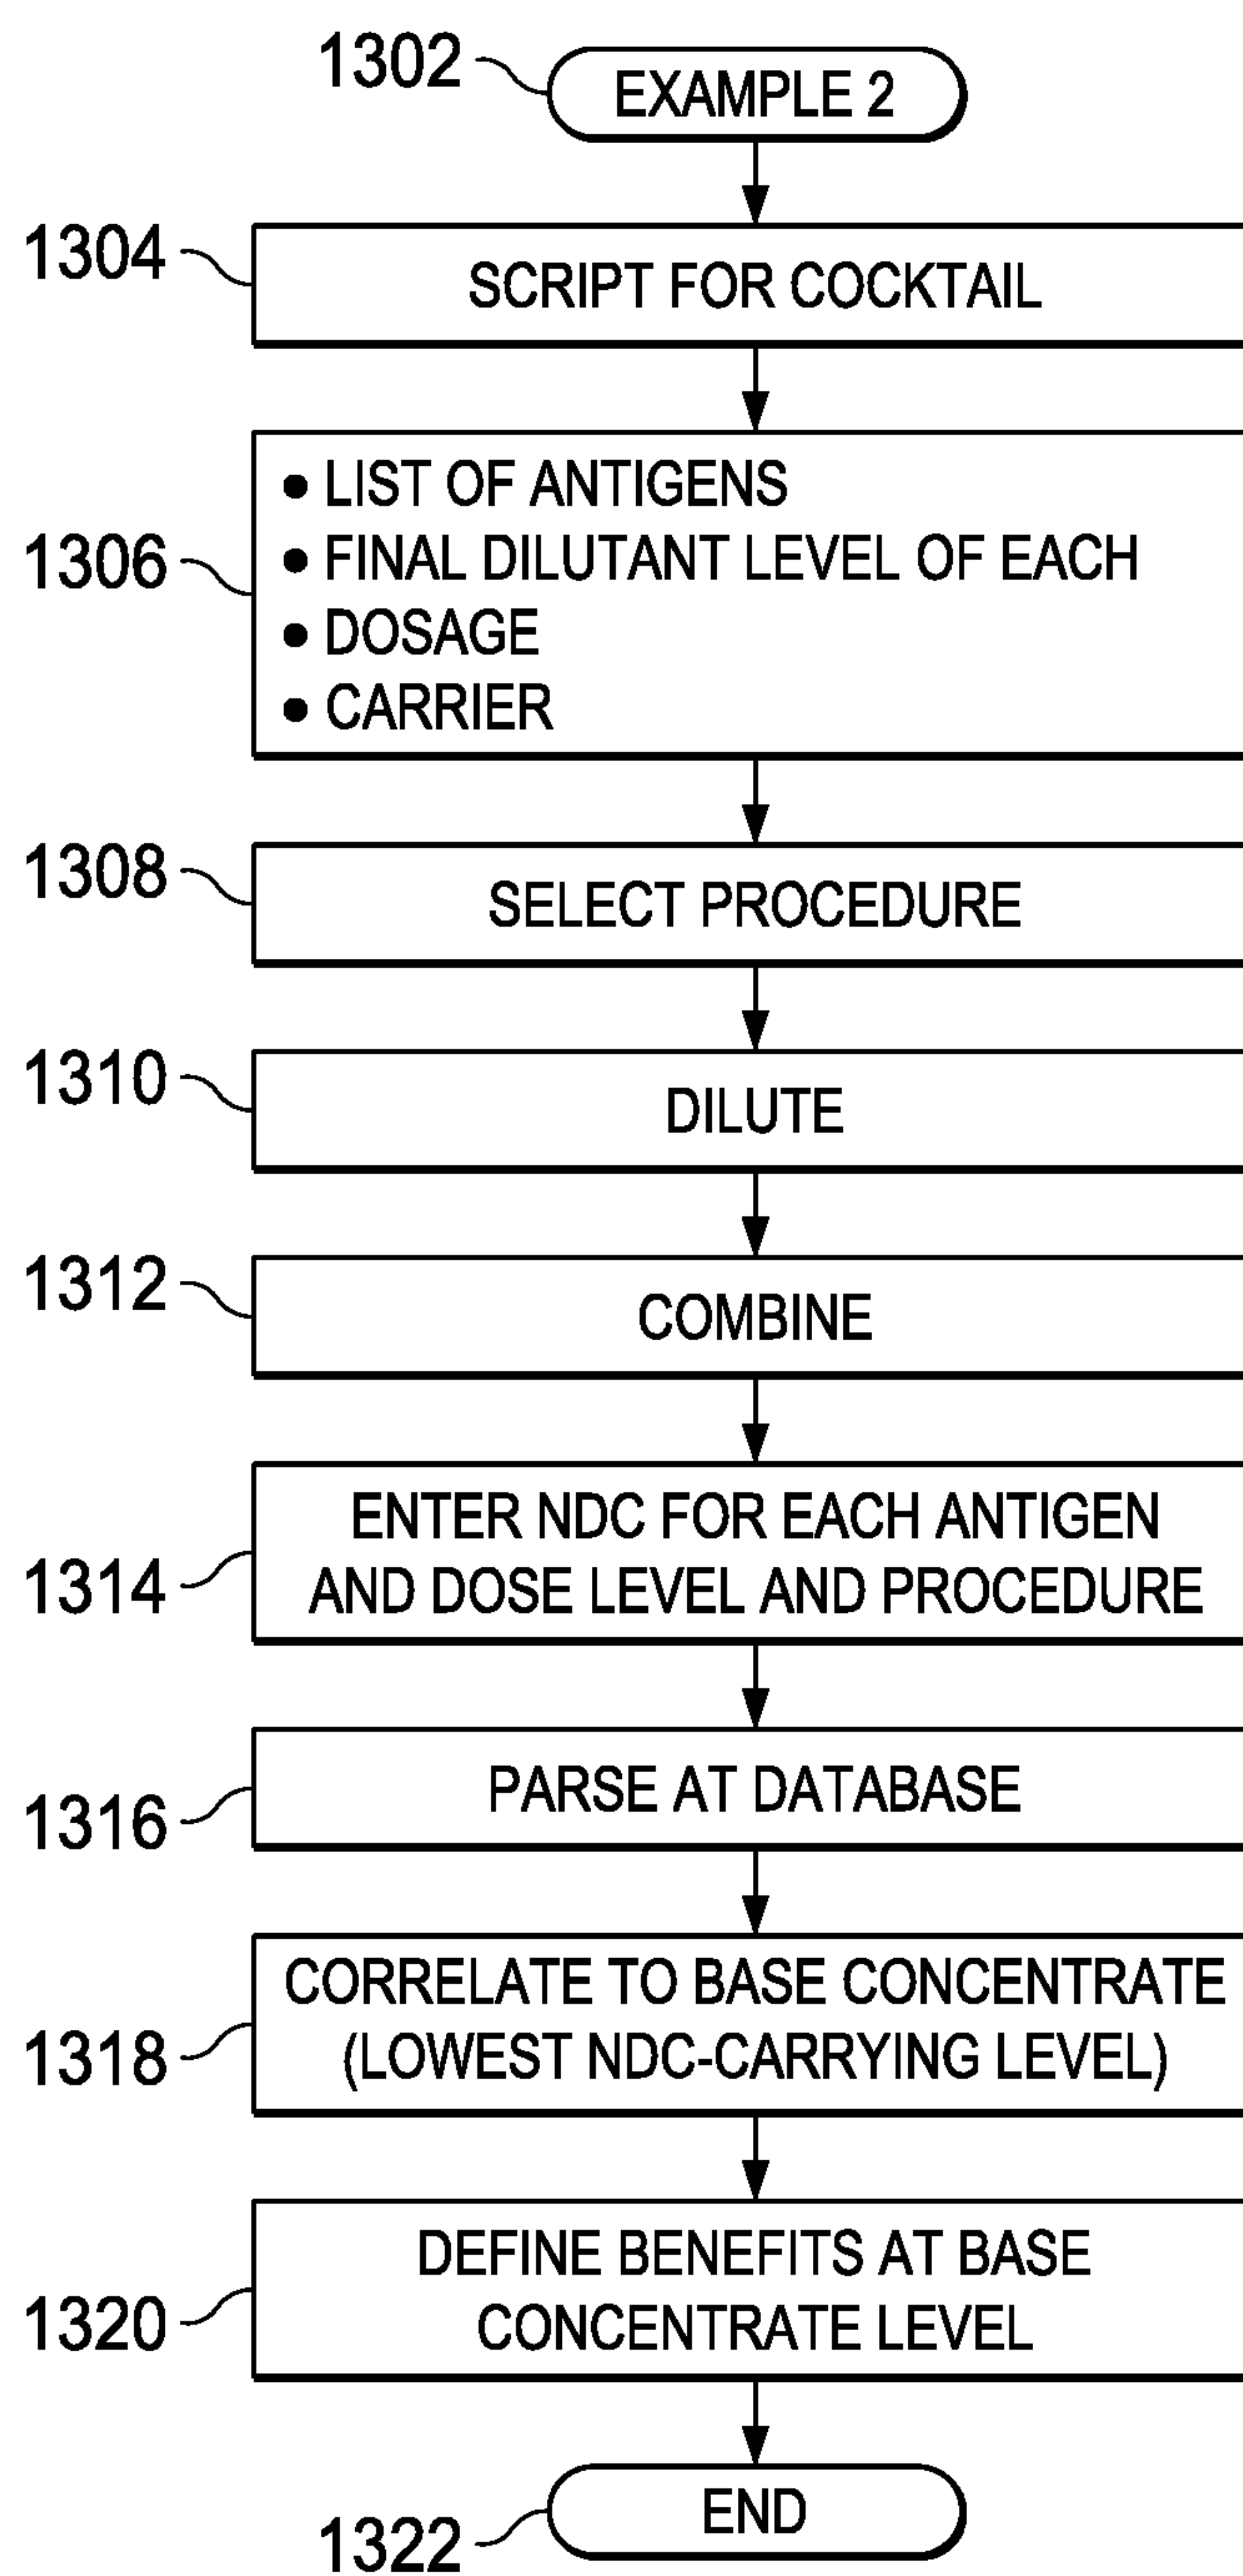 1302
EXAMPLE 2
1304
SCRIPT FOR COCKTAIL
1306
• LIST OF ANTIGENS
• FINAL DILUTANT LEVEL OF EACH
• DOSAGE
• CARRIER
1308
SELECT PROCEDURE
1310
DILUTE
1312
COMBINE
1314
ENTER NDC FOR EACH ANTIGEN
AND DOSE LEVEL AND PROCEDURE
1316
PARSE AT DATABASE
1318
CORRELATE TO BASE CONCENTRATE
(LOWEST NDC-CARRYING LEVEL)
1320
DEFINE BENEFITS AT BASE
CONCENTRATE LEVEL
1322
END